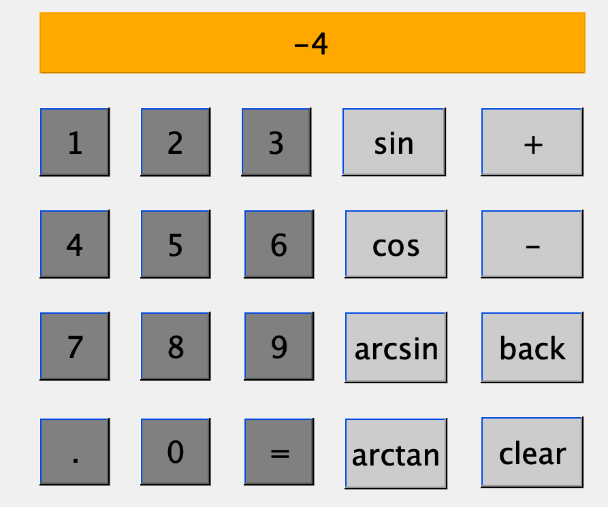 -4
1 2 3 sin +
4 5 6 cos -
7 8 9 arcsin back
. 0 = arctan clear